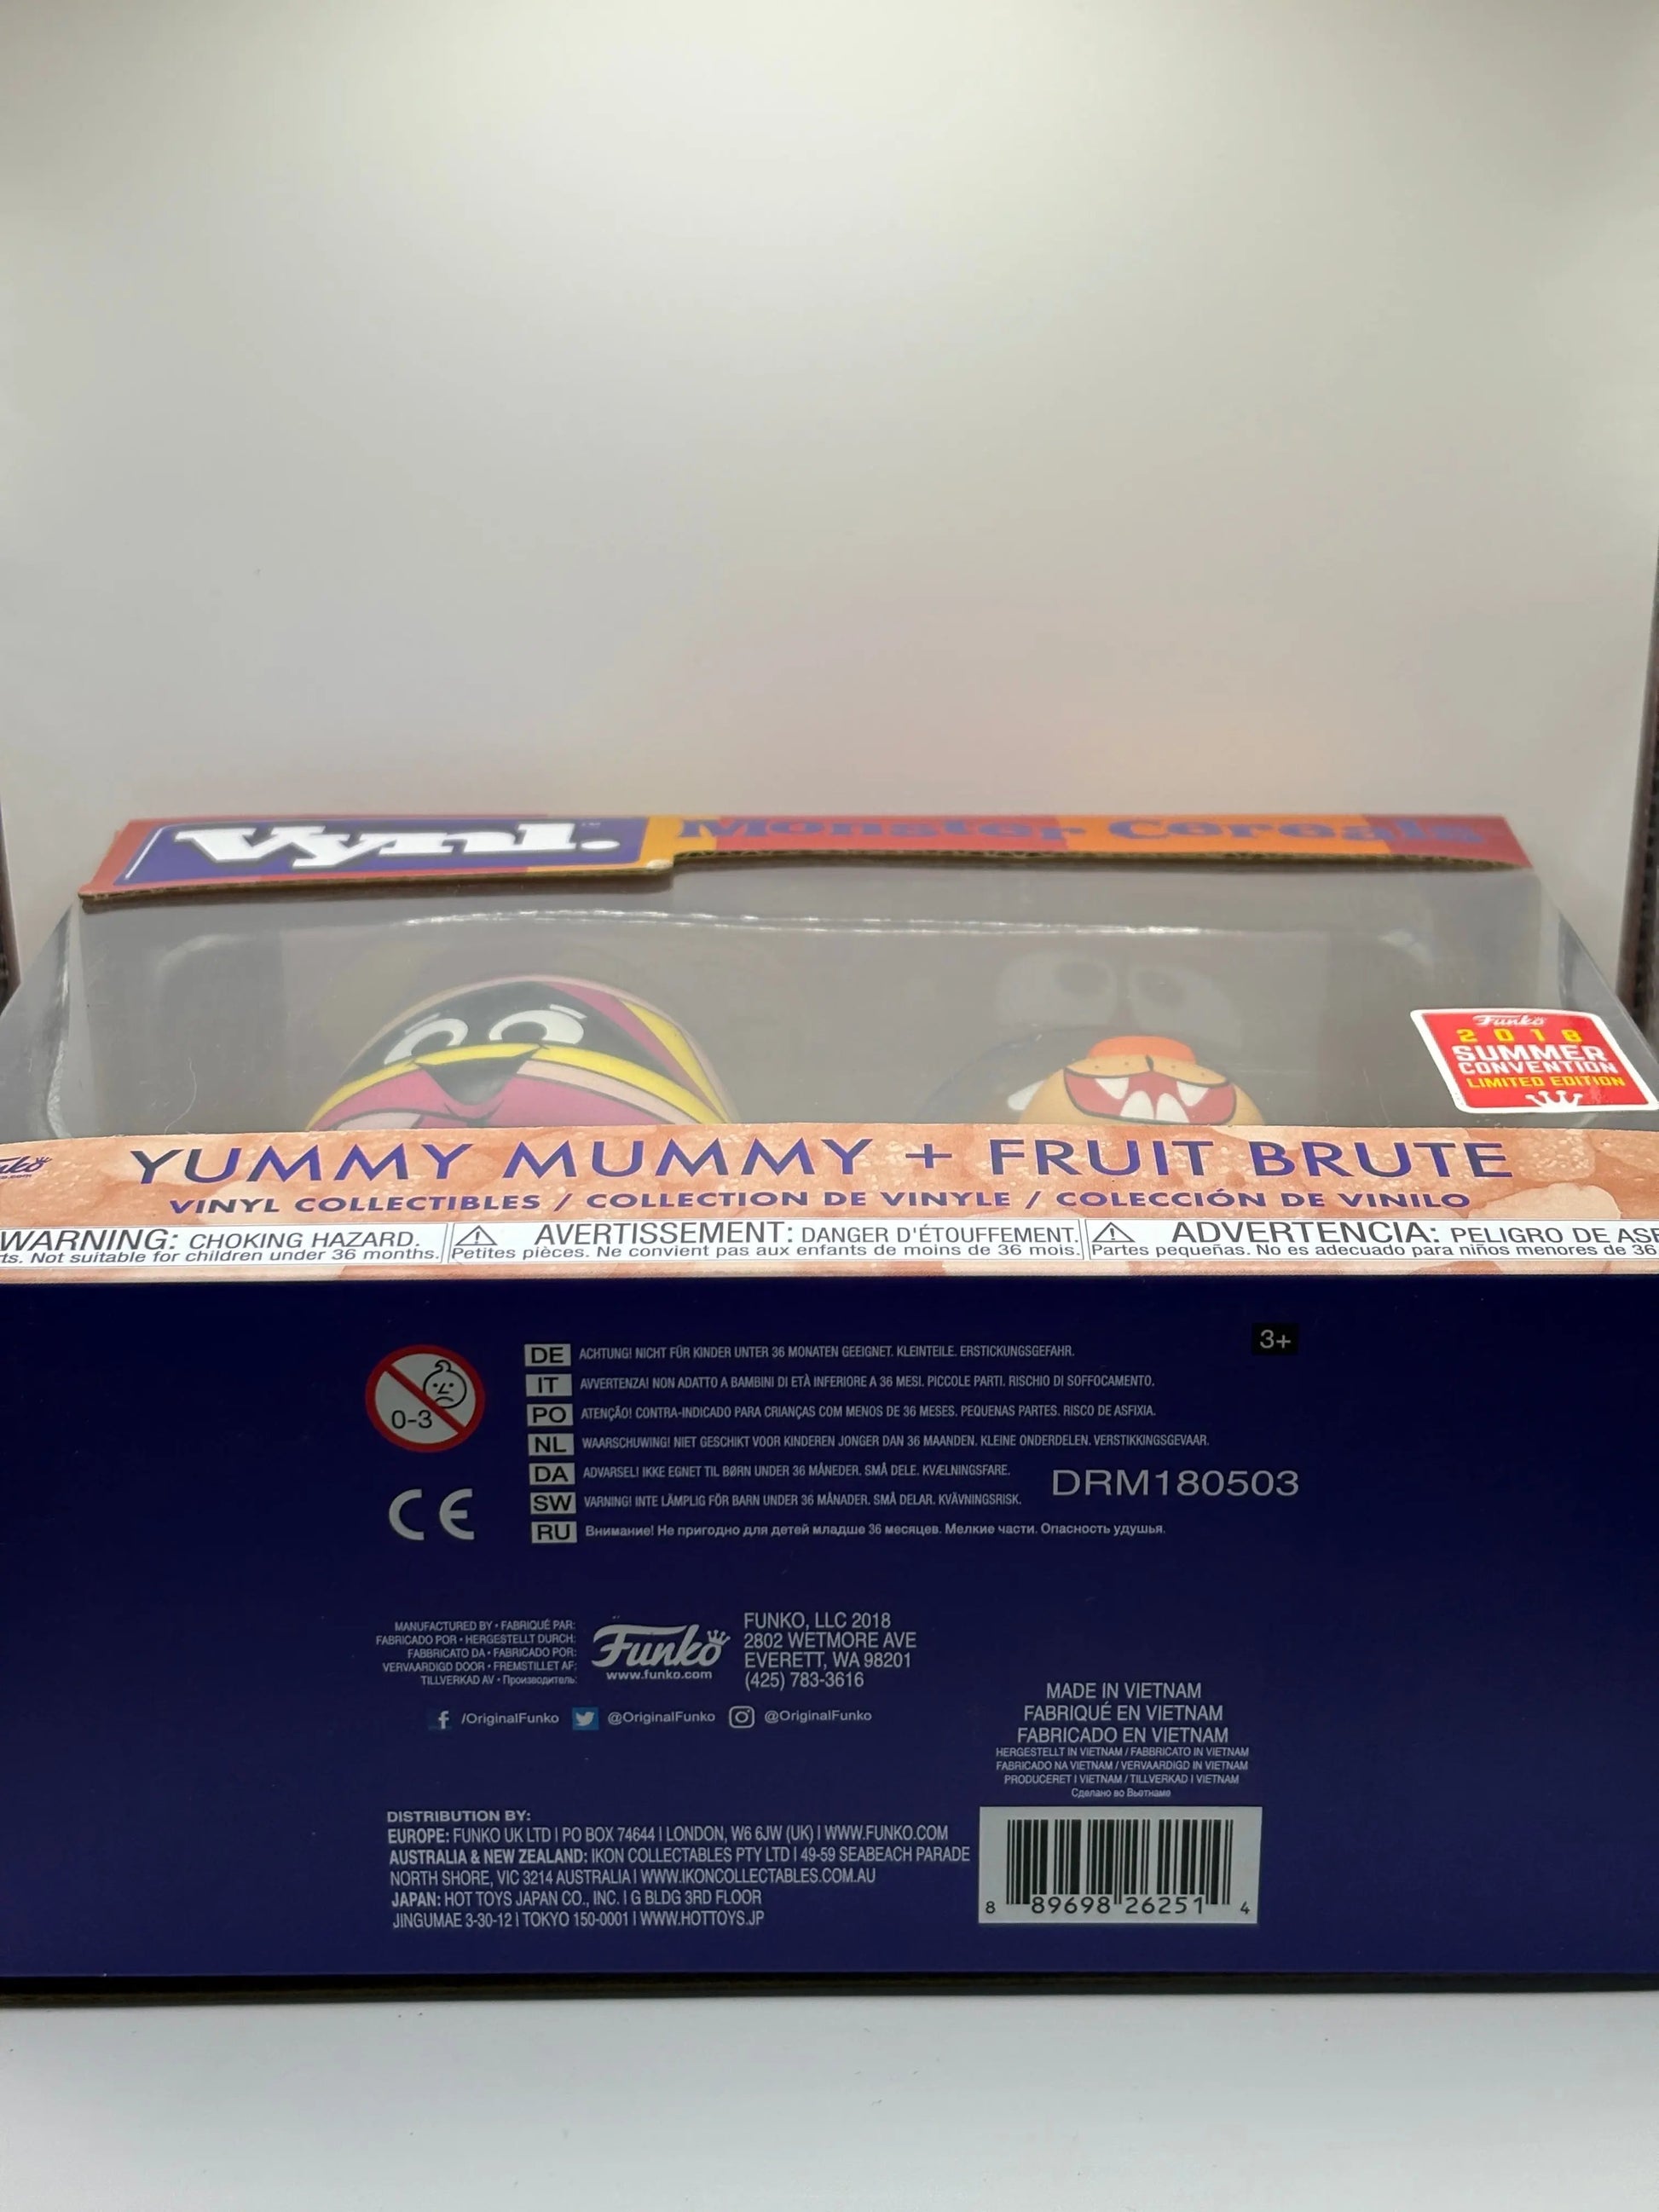 Vynl.™
Monster Cereals
Funko
2018
SUMMER
CONVENTION
LIMITED EDITION
YUMMY MUMMY + FRUIT BRUTE
VINYL COLLECTIBLES / COLLECTION DE VINYLE / COLECCIÓN DE VINILO
WARNING: CHOKING HAZARD.
Not suitable for children under 36 months.
AVERTISSEMENT: DANGER D'ÉTOUFFEMENT.
Petites pièces. Ne convient pas aux enfants de moins de 36 mois.
ADVERTENCIA: PELIGRO DE
Partes pequeñas. No es adecuado para niños menores de 36
3+
0-3
DE ACHTUNG! NICHT FÜR KINDER UNTER 36 MONATEN GEEIGNET. KLEINTEILE. ERSTICKUNGSGEFAHR.
IT AVVERTENZA! NON ADATTO A BAMBINI DI ETÀ INFERIORE A 36 MESI. PICCOLE PARTI. RISCHIO DI SOFFOCAMENTO.
PO ATENÇÃO! CONTRA-INDICADO PARA CRIANÇAS COM MENOS DE 36 MESES. PEQUENAS PARTES. RISCO DE ASFIXIA.
NL WAARSCHUWING! NIET GESCHIKT VOOR KINDEREN JONGER DAN 36 MAANDEN. KLEINE ONDERDELEN. VERSTIKKINGSGEVAAR.
DA ADVARSEL! IKKE EGNET TIL BØRN UNDER 36 MÅNEDER. SMÅ DELE. KVÆLNINGSFARE.
SW VARNING! INTE LÄMPLIG FÖR BARN UNDER 36 MÅNADER. SMÅ DELAR. KVÄVNINGSRISK.
RU Внимание! Не пригодно для детей младше 36 месяцев. Мелкие части. Опасность удушья.
DRM180503
CE
MANUFACTURED BY • FABRIQUÉ PAR:
FABRICADO POR • HERGESTELLT DURCH:
FABBRICATO DA • FABRICADO POR:
VERVAARDIGD DOOR • FREMSTILLET AF:
TILLVERKAD AV • Производитель:
Funko
www.funko.com
FUNKO, LLC 2018
2802 WETMORE AVE
EVERETT, WA 98201
(425) 783-3616
/OriginalFunko @OriginalFunko @OriginalFunko
MADE IN VIETNAM
FABRIQUÉ EN VIETNAM
FABRICADO EN VIETNAM
HERGESTELLT IN VIETNAM / FABBRICATO IN VIETNAM
FABRICADO NA VIETNAM / VERVAARDIGD IN VIETNAM
PRODUCERET I VIETNAM / TILLVERKAD I VIETNAM
Сделано во Вьетнаме
DISTRIBUTION BY:
EUROPE: FUNKO UK LTD | PO BOX 74644 | LONDON, W6 6JW (UK) | WWW.FUNKO.COM
AUSTRALIA & NEW ZEALAND: IKON COLLECTABLES PTY LTD | 49-59 SEABEACH PARADE
NORTH SHORE, VIC 3214 AUSTRALIA | WWW.IKONCOLLECTABLES.COM.AU
JAPAN: HOT TOYS JAPAN CO., INC. | G BLDG 3RD FLOOR
JINGUMAE 3-30-12 | TOKYO 150-0001 | WWW.HOTTOYS.JP
8 89698 26251 4